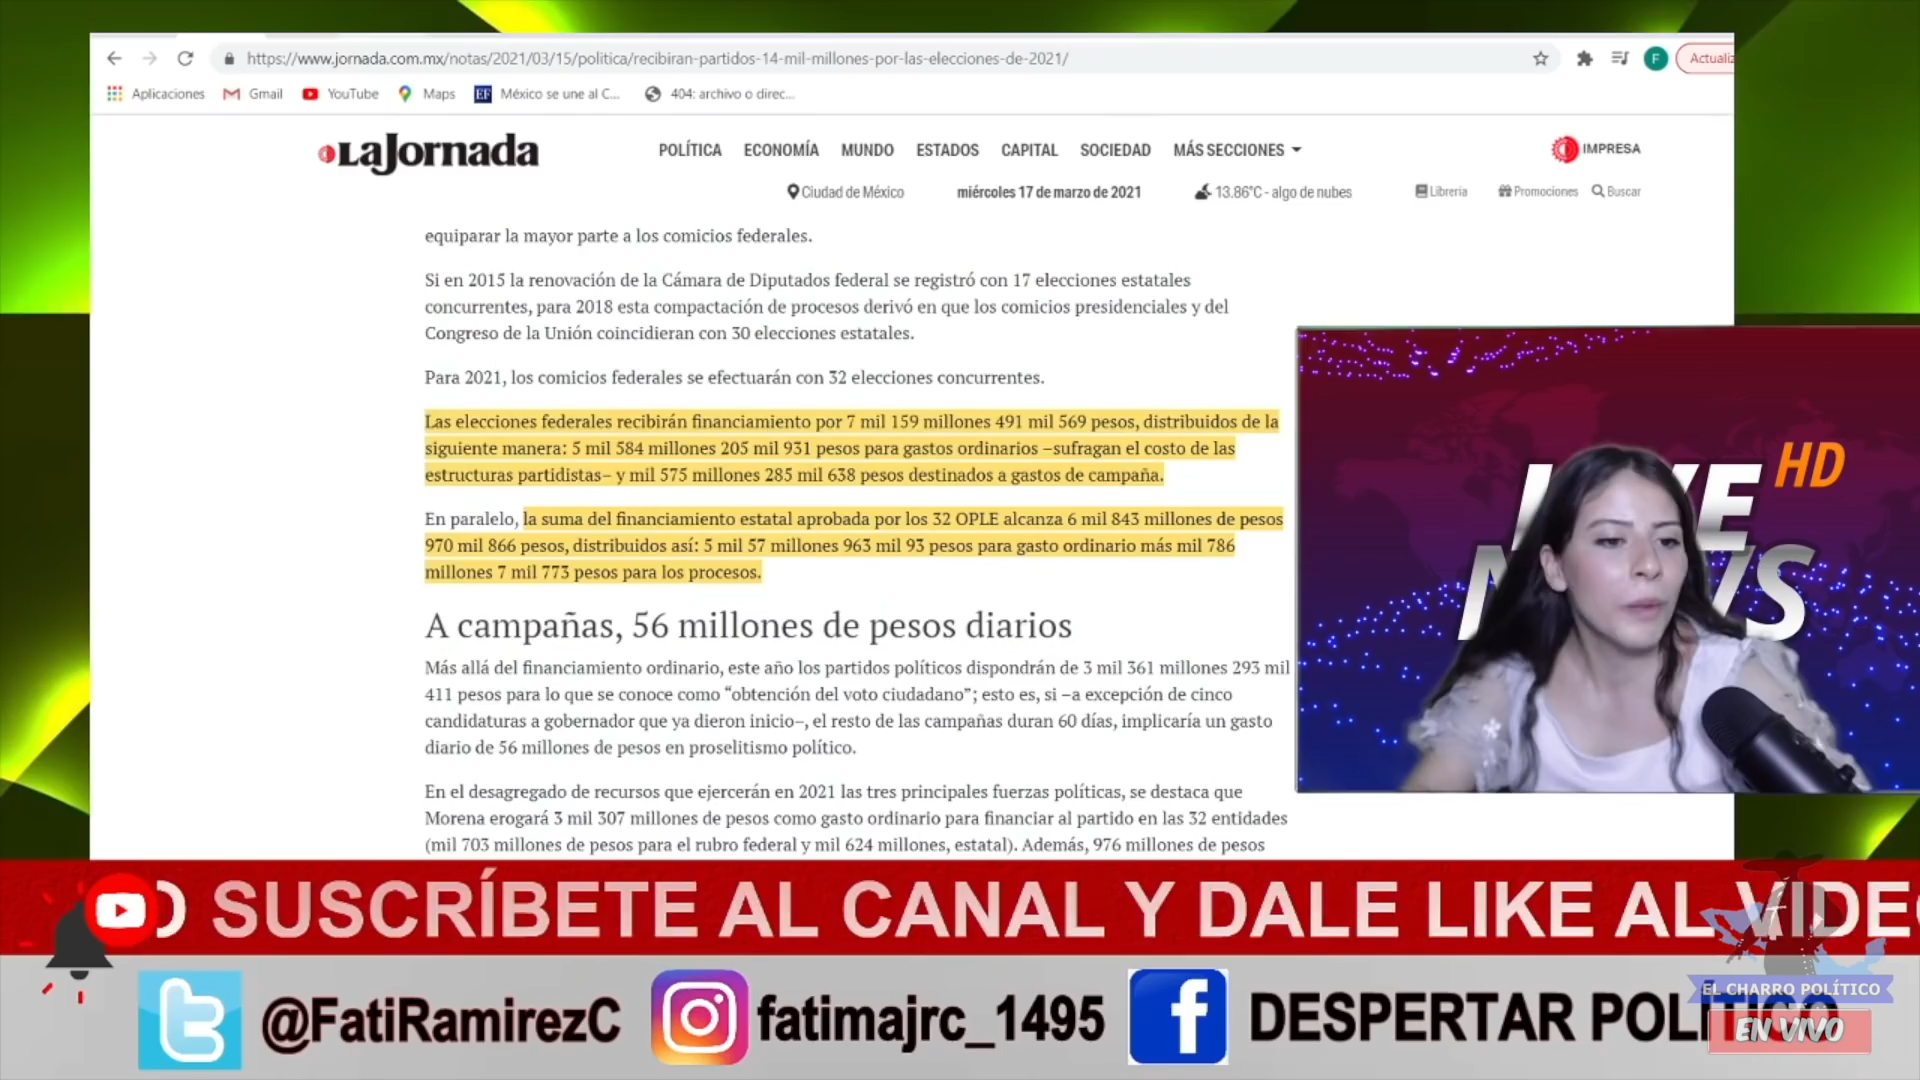 https://www.jornada.com.mx/notas/2021/03/15/politica/recibiran-partidos-14-mil-millones-por-las-elecciones-de-2021/
F
Actualiz
Aplicaciones
Gmail
YouTube
Maps
EF
México se une al C...
404: archivo o direc...
LaJornada
POLÍTICA
ECONOMÍA
MUNDO
ESTADOS
CAPITAL
SOCIEDAD
MÁS SECCIONES
IMPRESA
Ciudad de México
miércoles 17 de marzo de 2021
13.86°C - algo de nubes
Librería
Promociones
Buscar
equiparar la mayor parte a los comicios federales.
Si en 2015 la renovación de la Cámara de Diputados federal se registró con 17 elecciones estatales
concurrentes, para 2018 esta compactación de procesos derivó en que los comicios presidenciales y del
Congreso de la Unión coincidieran con 30 elecciones estatales.
Para 2021, los comicios federales se efectuarán con 32 elecciones concurrentes.
Las elecciones federales recibirán financiamiento por 7 mil 159 millones 491 mil 569 pesos, distribuidos de la
siguiente manera: 5 mil 584 millones 205 mil 931 pesos para gastos ordinarios –sufragan el costo de las
estructuras partidistas– y mil 575 millones 285 mil 638 pesos destinados a gastos de campaña.
En paralelo, la suma del financiamiento estatal aprobada por los 32 OPLE alcanza 6 mil 843 millones de pesos
970 mil 866 pesos, distribuidos así: 5 mil 57 millones 963 mil 93 pesos para gasto ordinario más mil 786
millones 7 mil 773 pesos para los procesos.
A campañas, 56 millones de pesos diarios
Más allá del financiamiento ordinario, este año los partidos políticos dispondrán de 3 mil 361 millones 293 mil
411 pesos para lo que se conoce como “obtención del voto ciudadano”; esto es, si –a excepción de cinco
candidaturas a gobernador que ya dieron inicio–, el resto de las campañas duran 60 días, implicaría un gasto
diario de 56 millones de pesos en proselitismo político.
En el desagregado de recursos que ejercerán en 2021 las tres principales fuerzas políticas, se destaca que
Morena erogará 3 mil 307 millones de pesos como gasto ordinario para financiar al partido en las 32 entidades
(mil 703 millones de pesos para el rubro federal y mil 624 millones, estatal). Además, 976 millones de pesos
HD
SUSCRÍBETE AL CANAL Y DALE LIKE AL VIDEO
@FatiRamirezC
fatimajrc_1495
DESPERTAR POLÍTICO
EL CHARRO POLÍTICO
EN VIVO